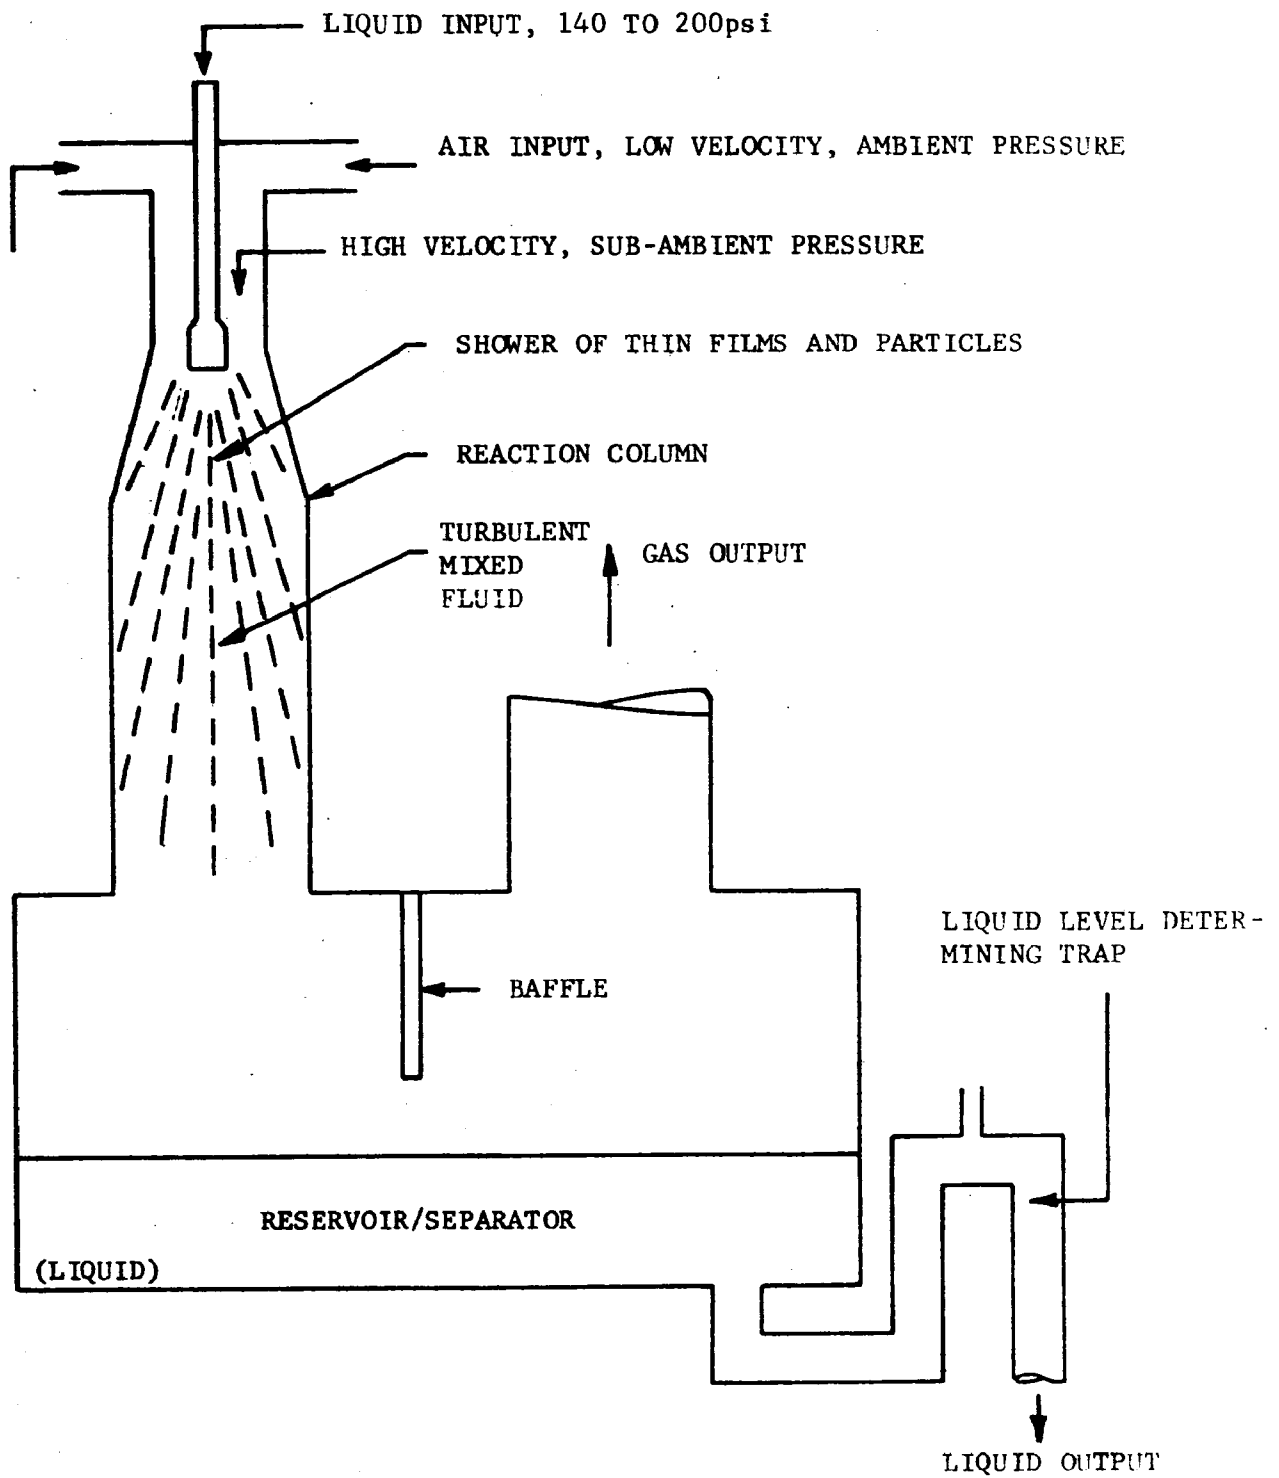 LIQUID INPUT, 140 TO 200psi
AIR INPUT, LOW VELOCITY, AMBIENT PRESSURE
HIGH VELOCITY, SUB-AMBIENT PRESSURE
SHOWER OF THIN FILMS AND PARTICLES
REACTION COLUMN
TURBULENT
MIXED
FLUID
GAS OUTPUT
LIQUID LEVEL DETER-
MINING TRAP
BAFFLE
RESERVOIR/SEPARATOR
(LIQUID)
LIQUID OUTPUT